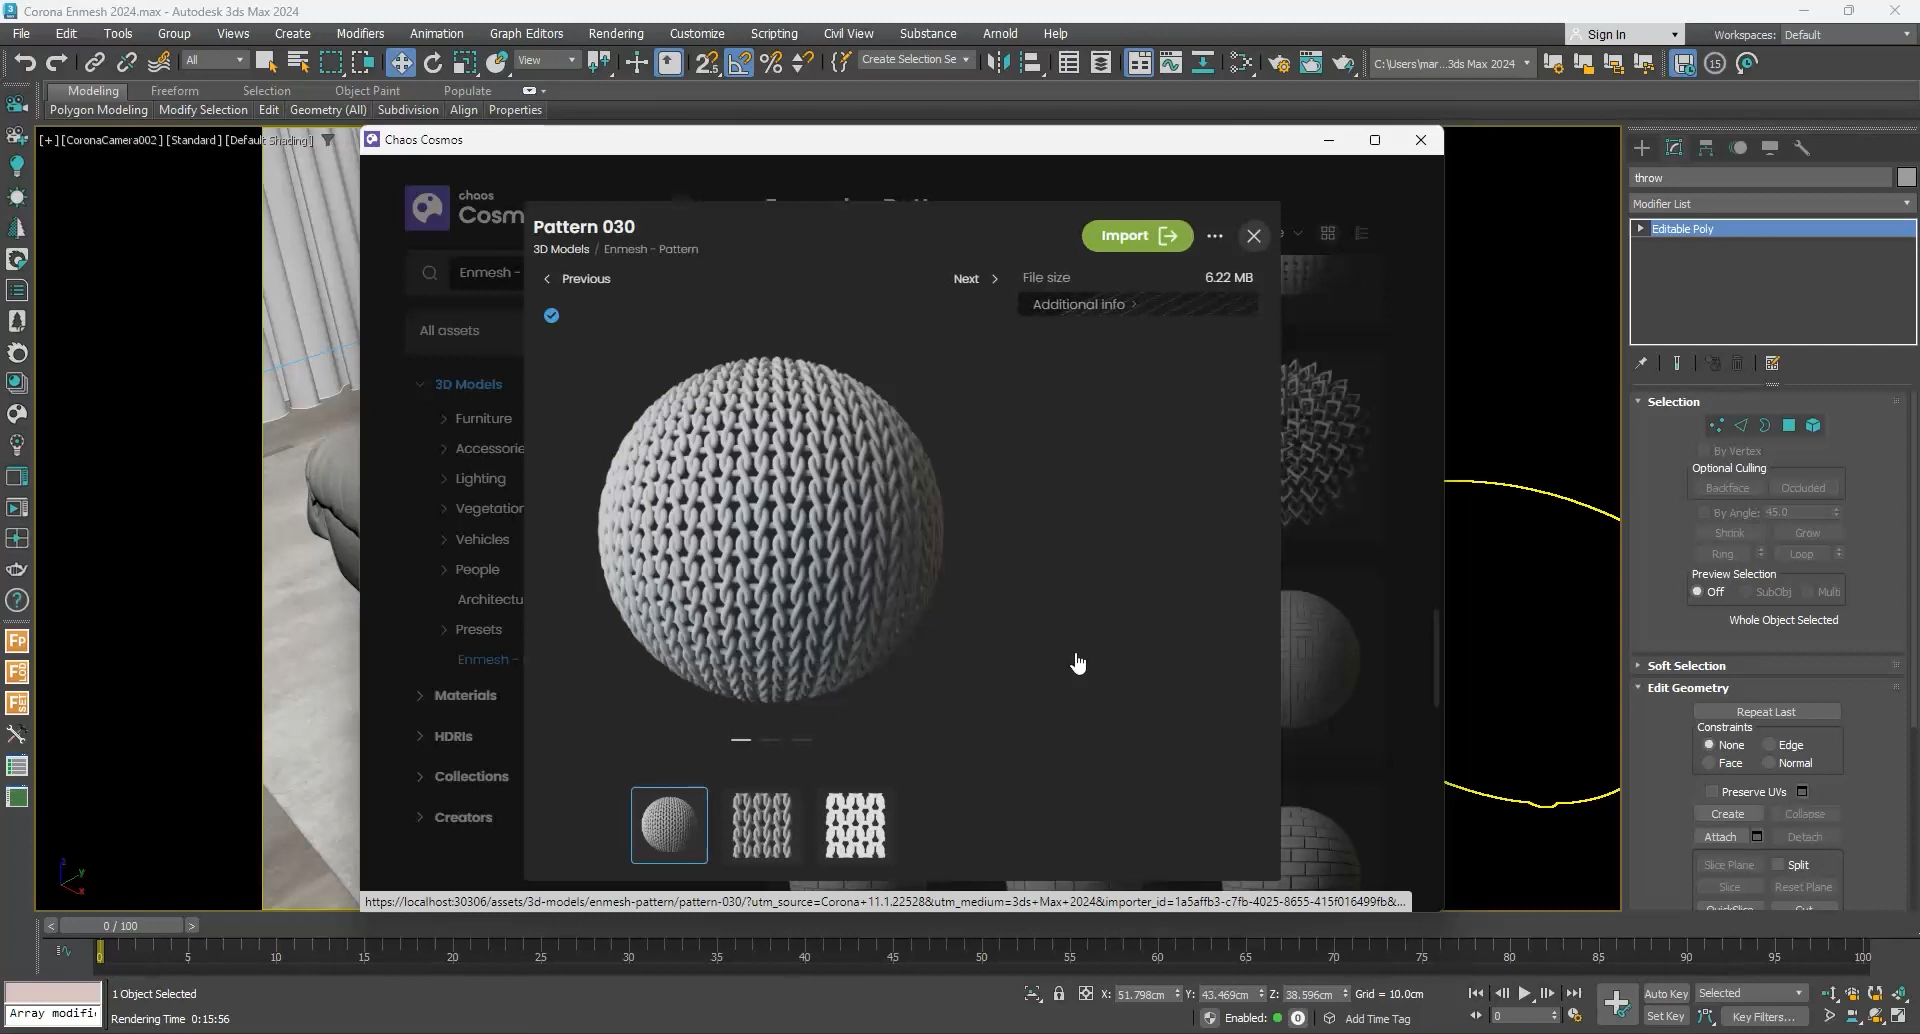 Corona Enmesh 2024.max - Autodesk 3ds Max 2024
File Edit Tools Group Views Create Modifiers Animation Graph Editors Rendering Customize Scripting Civil View Substance Arnold Help
Sign In Workspaces: Default
All View Create Selection Se C:\Users\mar...3ds Max 2024 15
Modeling Freeform Selection Object Paint Populate
Polygon Modeling Modify Selection Edit Geometry (All) Subdivision Align Properties
[+] [CoronaCamera002] [Standard] [Default Shading]
Chaos Cosmos
chaos
Cosm
Pattern 030
3D Models / Enmesh - Pattern
Import
Previous
Next
File size 6.22 MB
Additional info
Enmesh -
All assets
3D Models
Furniture
Accessorie
Lighting
Vegetation
Vehicles
People
Architectu
Presets
Enmesh -
Materials
HDRIs
Collections
Creators
https://localhost:30306/assets/3d-models/enmesh-pattern/pattern-030/?utm_source=Corona+11.1.22528&utm_medium=3ds+Max+2024&importer_id=1a5affb3-c7fb-4025-8655-415f016499fb&...
throw
Modifier List
Editable Poly
Selection
By Vertex
Optional Culling
Backface Occluded
By Angle: 45.0
Shrink Grow
Ring Loop
Preview Selection
Off SubObj Multi
Whole Object Selected
Soft Selection
Edit Geometry
Repeat Last
Constraints
None Edge
Face Normal
Preserve UVs
Create Collapse
Attach Detach
Slice Plane Split
Slice Reset Plane
QuickSlice Cut
Fp
LOD
SET
z y x
< 0 / 100 >
0 5 10 15 20 25 30 35 40 45 50 55 60 65 70 75 80 85 90 95 100
1 Object Selected
X: 51.798cm Y: 43.469cm Z: 38.596cm Grid = 10.0cm
Auto Key Selected
Array modifi
Rendering Time 0:15:56
Enabled: 0 Add Time Tag
0
Set Key Key Filters...